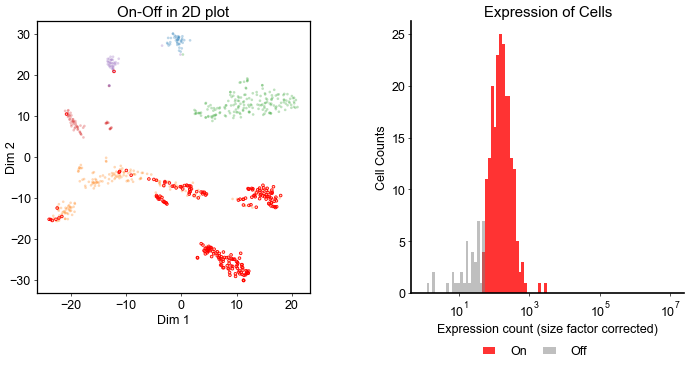 On-Off in 2D plot
Dim 2
30
20
10
0
−10
−20
−30
−20
−10
0
10
20
Dim 1
Expression of Cells
Cell Counts
25
20
15
10
5
0
10^1
10^3
10^5
10^7
Expression count (size factor corrected)
On
Off